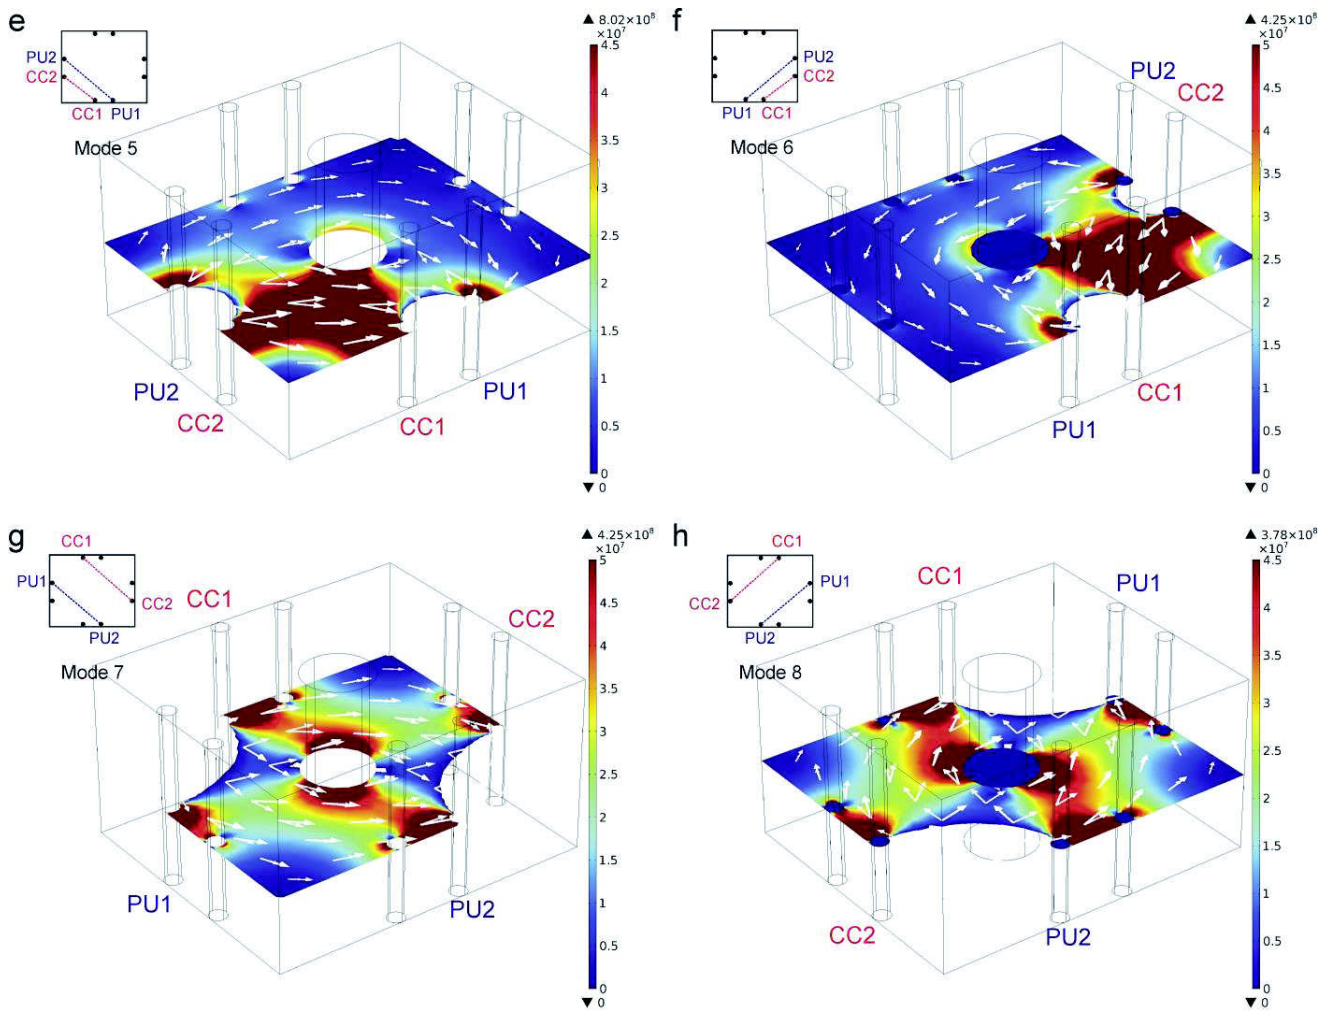 e
▲ 8.02×10⁸
×10⁷
4.5
4
3.5
3
2.5
2
1.5
1
0.5
0
▼ 0
PU2
CC2
CC1 PU1
Mode 5
PU2
CC2
CC1
PU1
f
▲ 4.25×10⁸
×10⁷
5
4.5
4
3.5
3
2.5
2
1.5
1
0.5
0
▼ 0
PU2
CC2
PU1 CC1
Mode 6
PU2
CC2
CC1
PU1
g
▲ 4.25×10⁸
×10⁷
5
4.5
4
3.5
3
2.5
2
1.5
1
0.5
0
▼ 0
CC1
PU1
CC2
PU2
Mode 7
CC1
CC2
PU1
PU2
h
▲ 3.78×10⁸
×10⁷
4.5
4
3.5
3
2.5
2
1.5
1
0.5
0
▼ 0
CC1
PU1
CC2
PU2
Mode 8
CC1
PU1
CC2
PU2